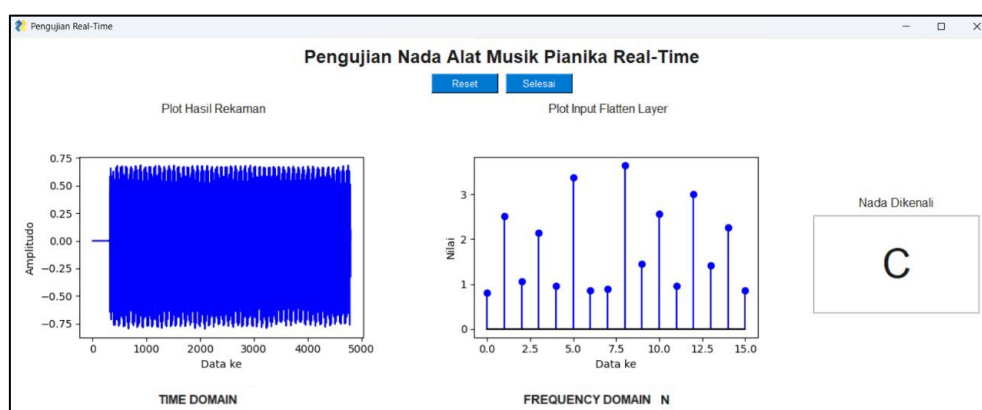 Pengujian Real-Time
Pengujian Nada Alat Musik Pianika Real-Time
Reset Selesai
Plot Hasil Rekaman
Plot Input Flatten Layer
0.75
0.50
0.25
0.00
−0.25
−0.50
−0.75
Amplitudo
0 1000 2000 3000 4000 5000
Data ke
TIME DOMAIN
3
2
1
0
Nilai
0.0 2.5 5.0 7.5 10.0 12.5 15.0
Data ke
FREQUENCY DOMAIN N
Nada Dikenali
C